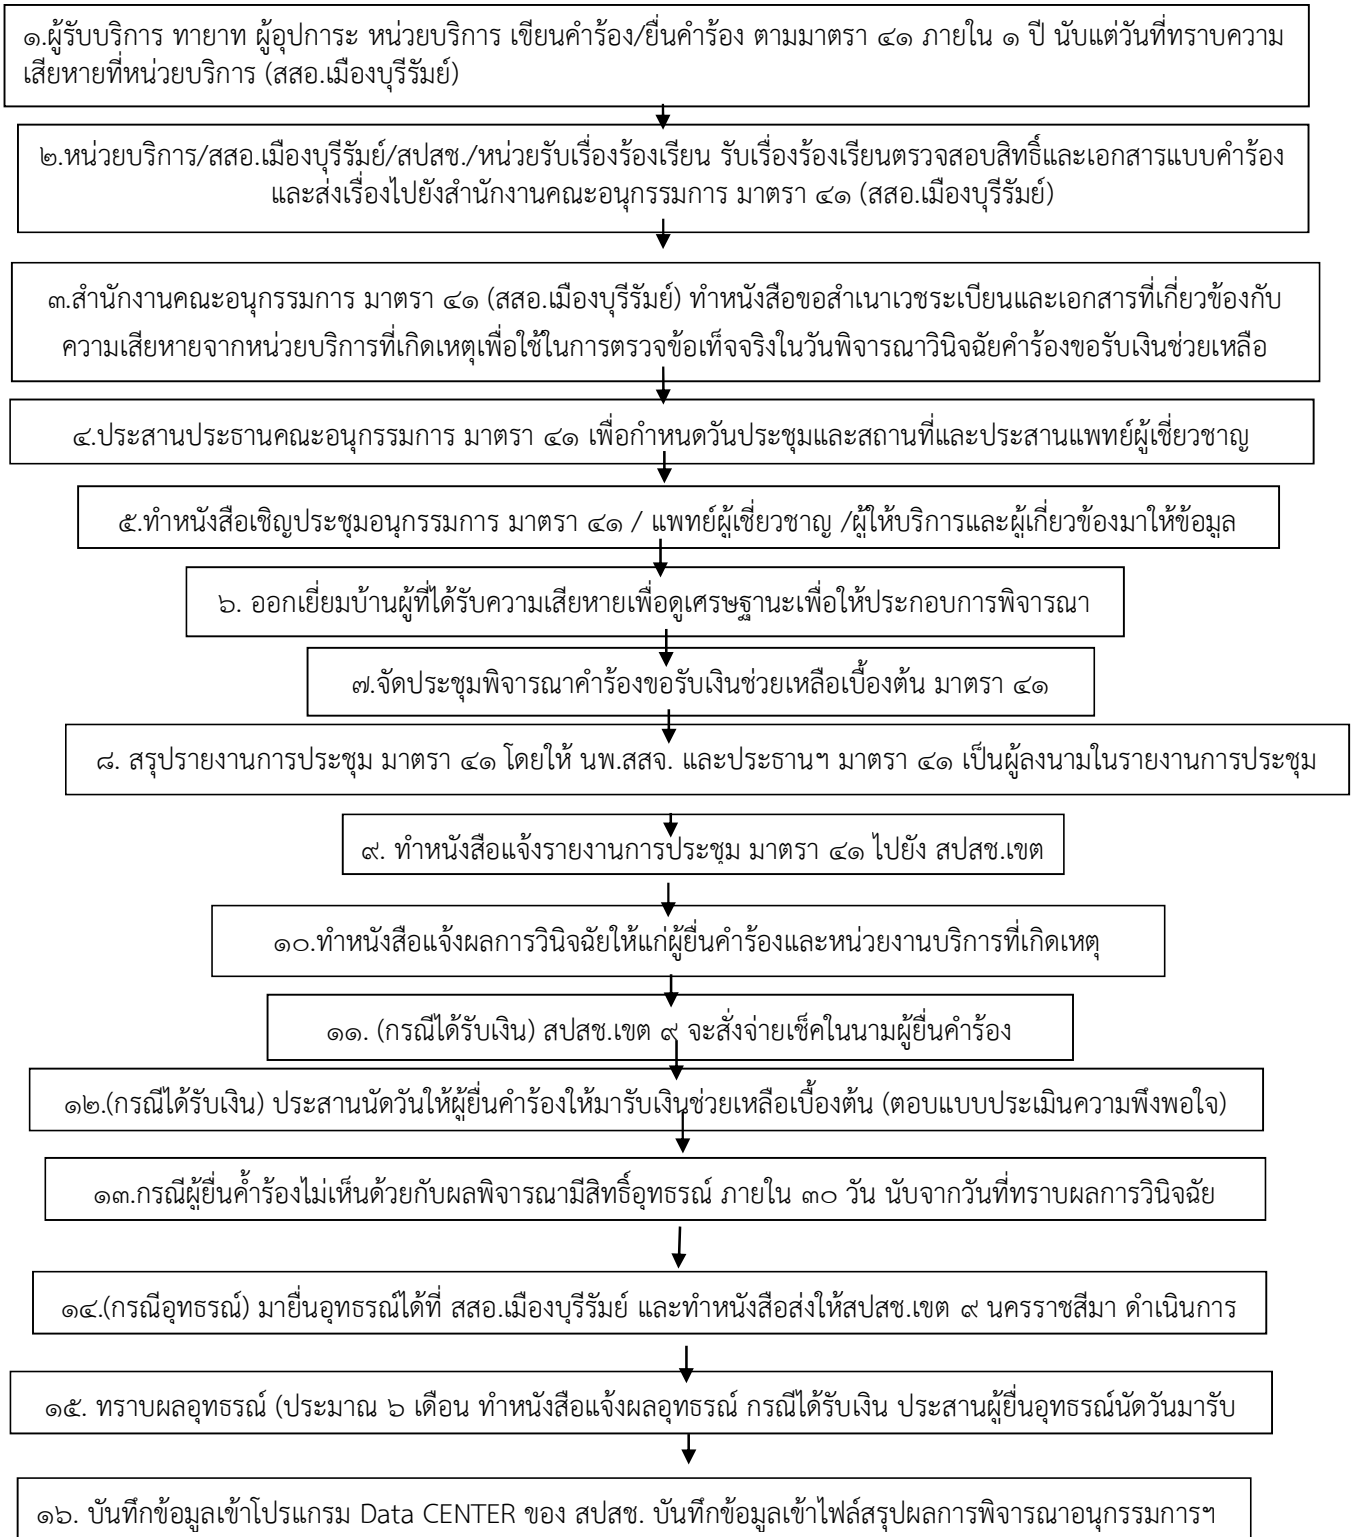 ๑.ผู้รับบริการ ทายาท ผู้อุปการะ หน่วยบริการ เขียนคำร้อง/ยื่นคำร้อง ตามมาตรา ๔๑ ภายใน ๑ ปี นับแต่วันที่ทราบความ
เสียหายที่หน่วยบริการ (สสอ.เมืองบุรีรัมย์)
๒.หน่วยบริการ/สสอ.เมืองบุรีรัมย์/สปสช./หน่วยรับเรื่องร้องเรียน รับเรื่องร้องเรียนตรวจสอบสิทธิ์และเอกสารแบบคำร้อง
และส่งเรื่องไปยังสำนักงานคณะอนุกรรมการ มาตรา ๔๑ (สสอ.เมืองบุรีรัมย์)
๓.สำนักงานคณะอนุกรรมการ มาตรา ๔๑ (สสอ.เมืองบุรีรัมย์) ทำหนังสือขอสำเนาเวชระเบียนและเอกสารที่เกี่ยวข้องกับ
ความเสียหายจากหน่วยบริการที่เกิดเหตุเพื่อใช้ในการตรวจข้อเท็จจริงในวันพิจารณาวินิจฉัยคำร้องขอรับเงินช่วยเหลือ
๔.ประสานประธานคณะอนุกรรมการ มาตรา ๔๑ เพื่อกำหนดวันประชุมและสถานที่และประสานแพทย์ผู้เชี่ยวชาญ
๕.ทำหนังสือเชิญประชุมอนุกรรมการ มาตรา ๔๑ / แพทย์ผู้เชี่ยวชาญ /ผู้ให้บริการและผู้เกี่ยวข้องมาให้ข้อมูล
๖. ออกเยี่ยมบ้านผู้ที่ได้รับความเสียหายเพื่อดูเศรษฐานะเพื่อให้ประกอบการพิจารณา
๗.จัดประชุมพิจารณาคำร้องขอรับเงินช่วยเหลือเบื้องต้น มาตรา ๔๑
๘. สรุปรายงานการประชุม มาตรา ๔๑ โดยให้ นพ.สสจ. และประธานฯ มาตรา ๔๑ เป็นผู้ลงนามในรายงานการประชุม
๙. ทำหนังสือแจ้งรายงานการประชุม มาตรา ๔๑ ไปยัง สปสช.เขต
๑๐.ทำหนังสือแจ้งผลการวินิจฉัยให้แก่ผู้ยื่นคำร้องและหน่วยงานบริการที่เกิดเหตุ
๑๑. (กรณีได้รับเงิน) สปสช.เขต ๙ จะสั่งจ่ายเช็คในนามผู้ยื่นคำร้อง
๑๒.(กรณีได้รับเงิน) ประสานนัดวันให้ผู้ยื่นคำร้องให้มารับเงินช่วยเหลือเบื้องต้น (ตอบแบบประเมินความพึงพอใจ)
๑๓.กรณีผู้ยื่นค้ำร้องไม่เห็นด้วยกับผลพิจารณามีสิทธิ์อุทธรณ์ ภายใน ๓๐ วัน นับจากวันที่ทราบผลการวินิจฉัย
๑๔.(กรณีอุทธรณ์) มายื่นอุทธรณ์ได้ที่ สสอ.เมืองบุรีรัมย์ และทำหนังสือส่งให้สปสช.เขต ๙ นครราชสีมา ดำเนินการ
๑๕. ทราบผลอุทธรณ์ (ประมาณ ๖ เดือน ทำหนังสือแจ้งผลอุทธรณ์ กรณีได้รับเงิน ประสานผู้ยื่นอุทธรณ์นัดวันมารับ
๑๖. บันทึกข้อมูลเข้าโปรแกรม Data CENTER ของ สปสช. บันทึกข้อมูลเข้าไฟล์สรุปผลการพิจารณาอนุกรรมการฯ